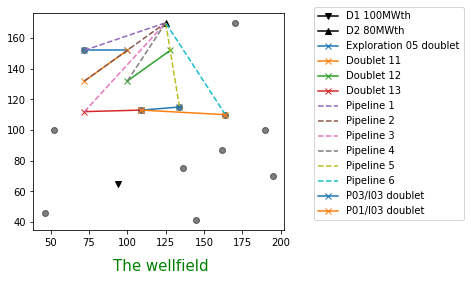 160
140
120
100
80
60
40
50
75
100
125
150
175
200
The wellfield
D1 100MWth
D2 80MWth
Exploration 05 doublet
Doublet 11
Doublet 12
Doublet 13
Pipeline 1
Pipeline 2
Pipeline 3
Pipeline 4
Pipeline 5
Pipeline 6
P03/I03 doublet
P01/I03 doublet